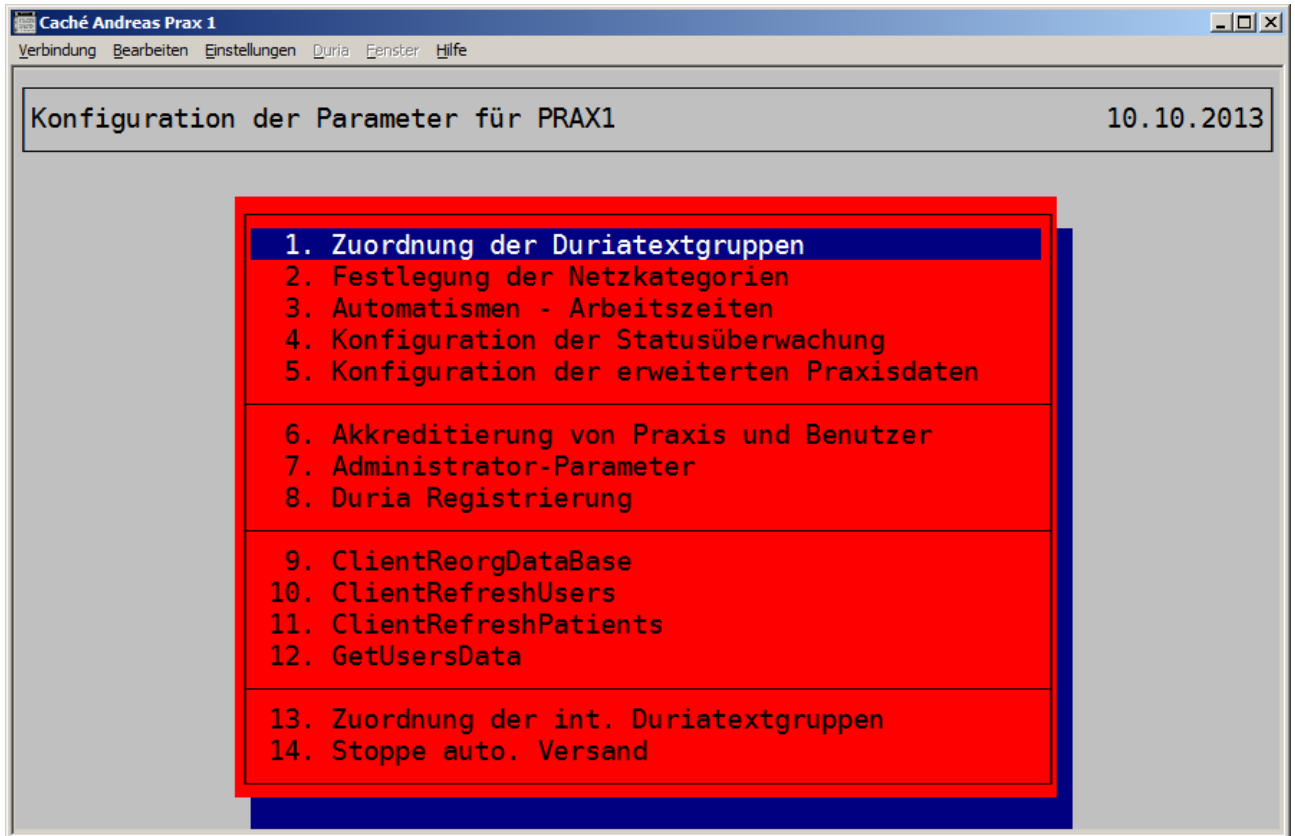 Caché Andreas Prax 1
Verbindung Bearbeiten Einstellungen Duria Fenster Hilfe
Konfiguration der Parameter für PRAX1 10.10.2013
1. Zuordnung der Duriatextgruppen
2. Festlegung der Netzkategorien
3. Automatismen - Arbeitszeiten
4. Konfiguration der Statusüberwachung
5. Konfiguration der erweiterten Praxisdaten
6. Akkreditierung von Praxis und Benutzer
7. Administrator-Parameter
8. Duria Registrierung
9. ClientReorgDataBase
10. ClientRefreshUsers
11. ClientRefreshPatients
12. GetUsersData
13. Zuordnung der int. Duriatextgruppen
14. Stoppe auto. Versand